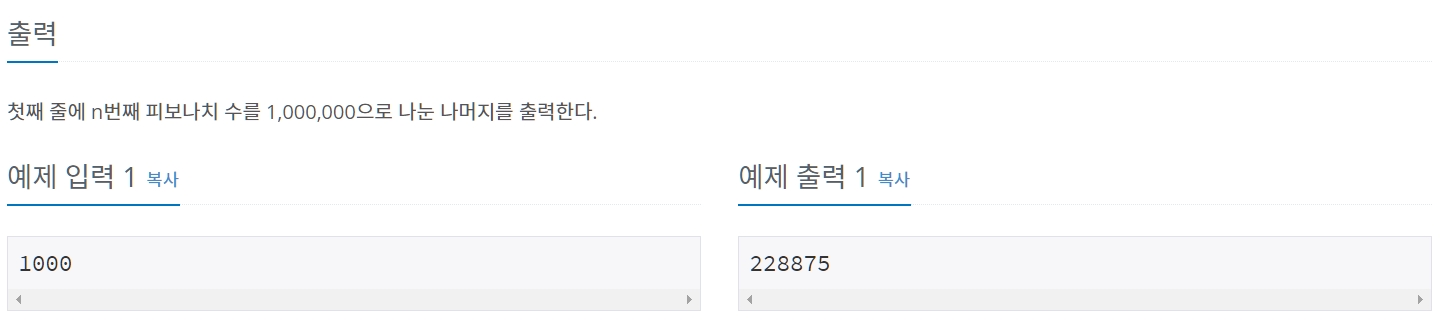 출력
첫째 줄에 n번째 피보나치 수를 1,000,000으로 나눈 나머지를 출력한다.
예제 입력 1 복사
1000
예제 출력 1 복사
228875